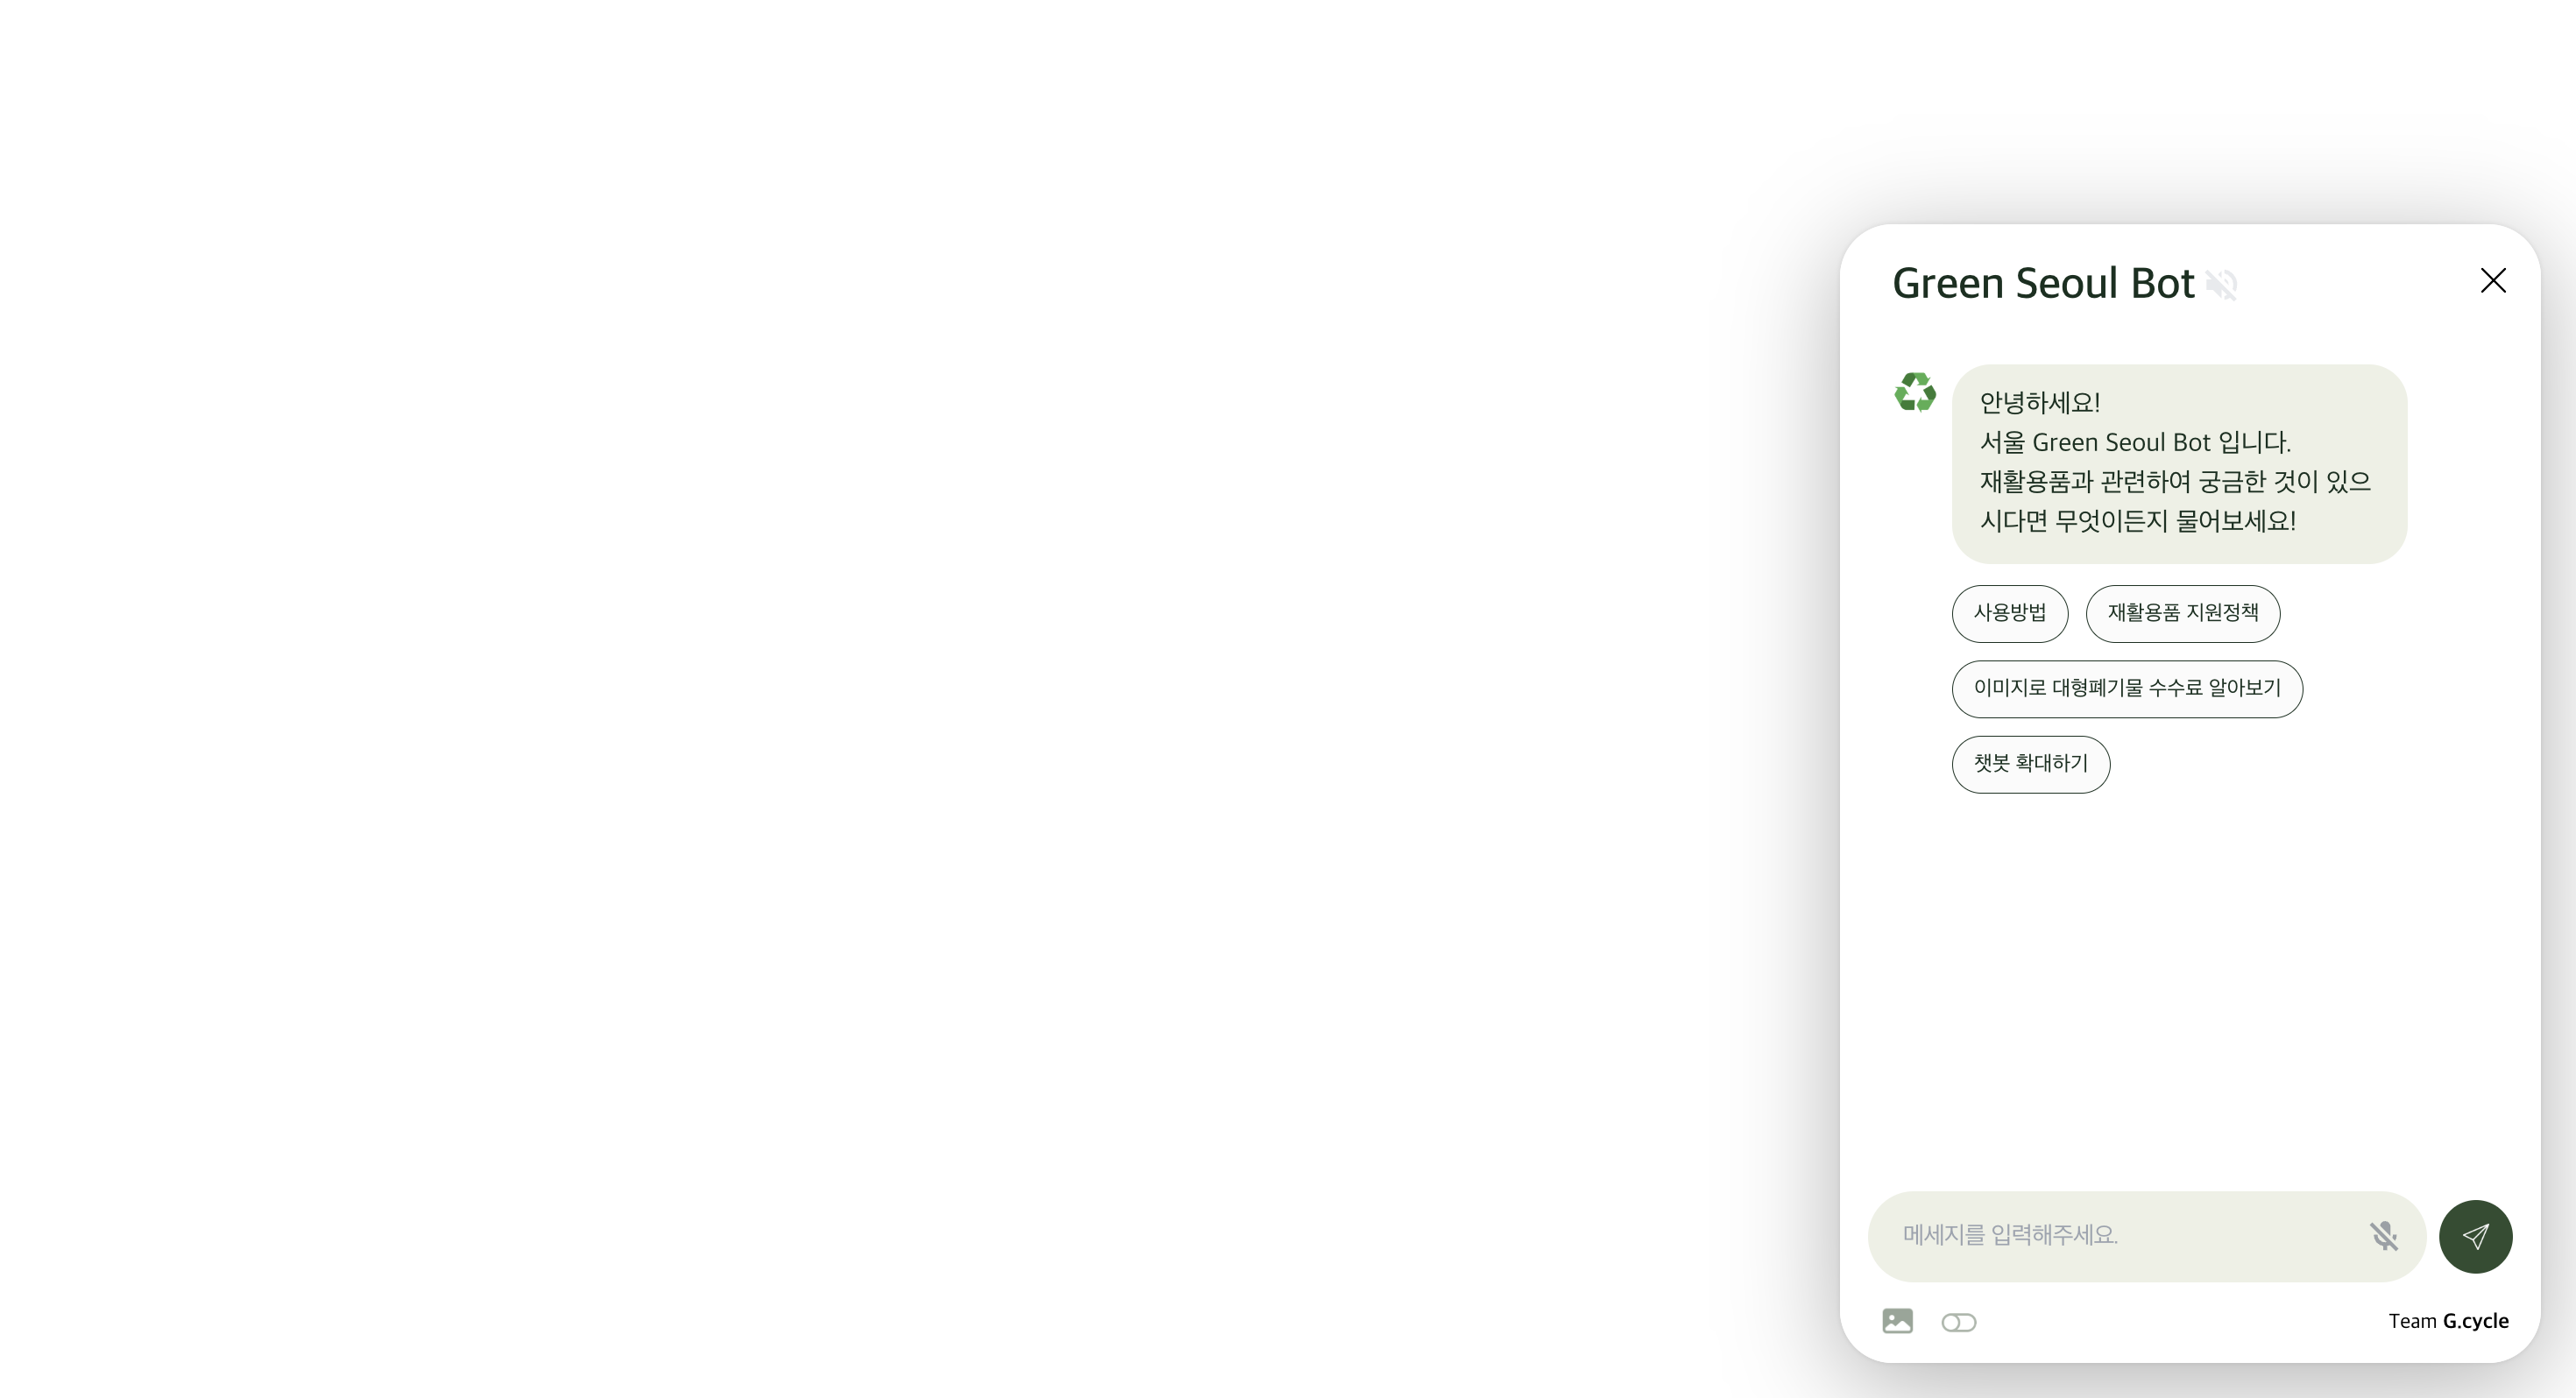 Green Seoul Bot
안녕하세요!
서울 Green Seoul Bot 입니다.
재활용품과 관련하여 궁금한 것이 있으
시다면 무엇이든지 물어보세요!
사용방법
재활용품 지원정책
이미지로 대형폐기물 수수료 알아보기
챗봇 확대하기
메세지를 입력해주세요.
Team G.cycle